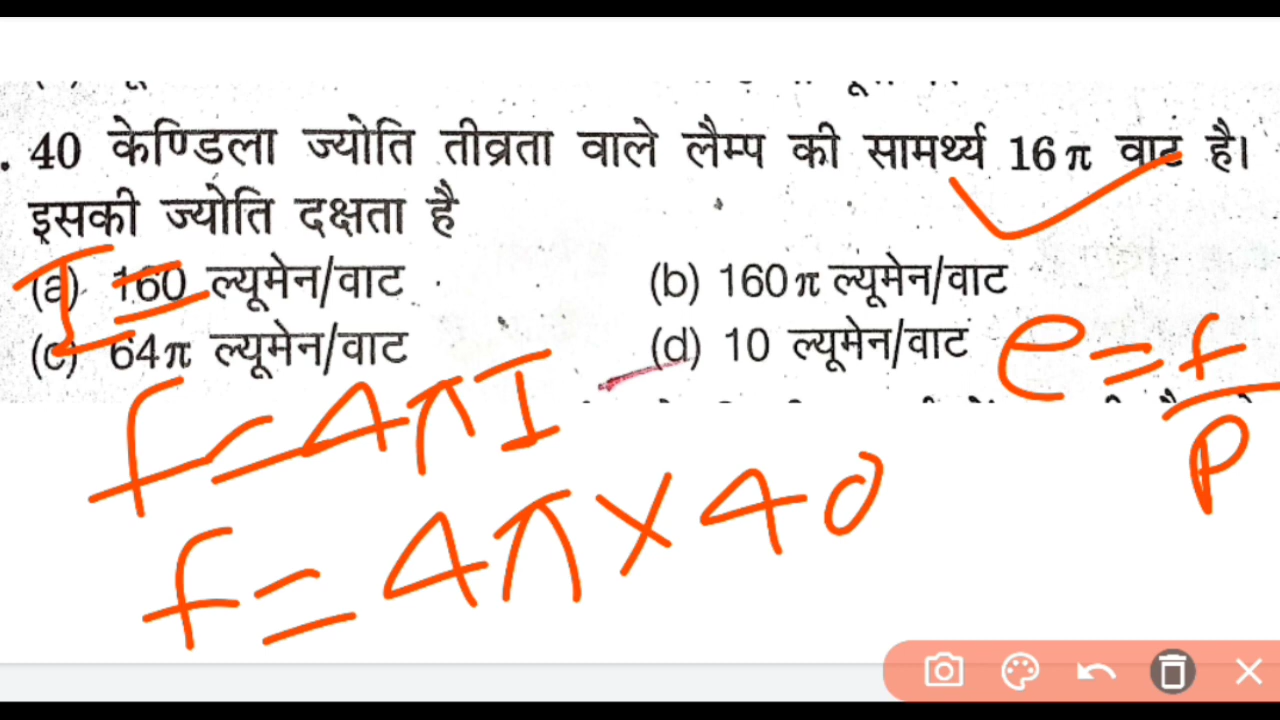 . 40 केण्डिला ज्योति तीव्रता वाले लैम्प की सामर्थ्य 16π वाट है।
इसकी ज्योति दक्षता है
(a) 160 ल्यूमेन/वाट (b) 160π ल्यूमेन/वाट
I =
(c) 64π ल्यूमेन/वाट (d) 10 ल्यूमेन/वाट
e = f/p
f = 4πI
f = 4π×40